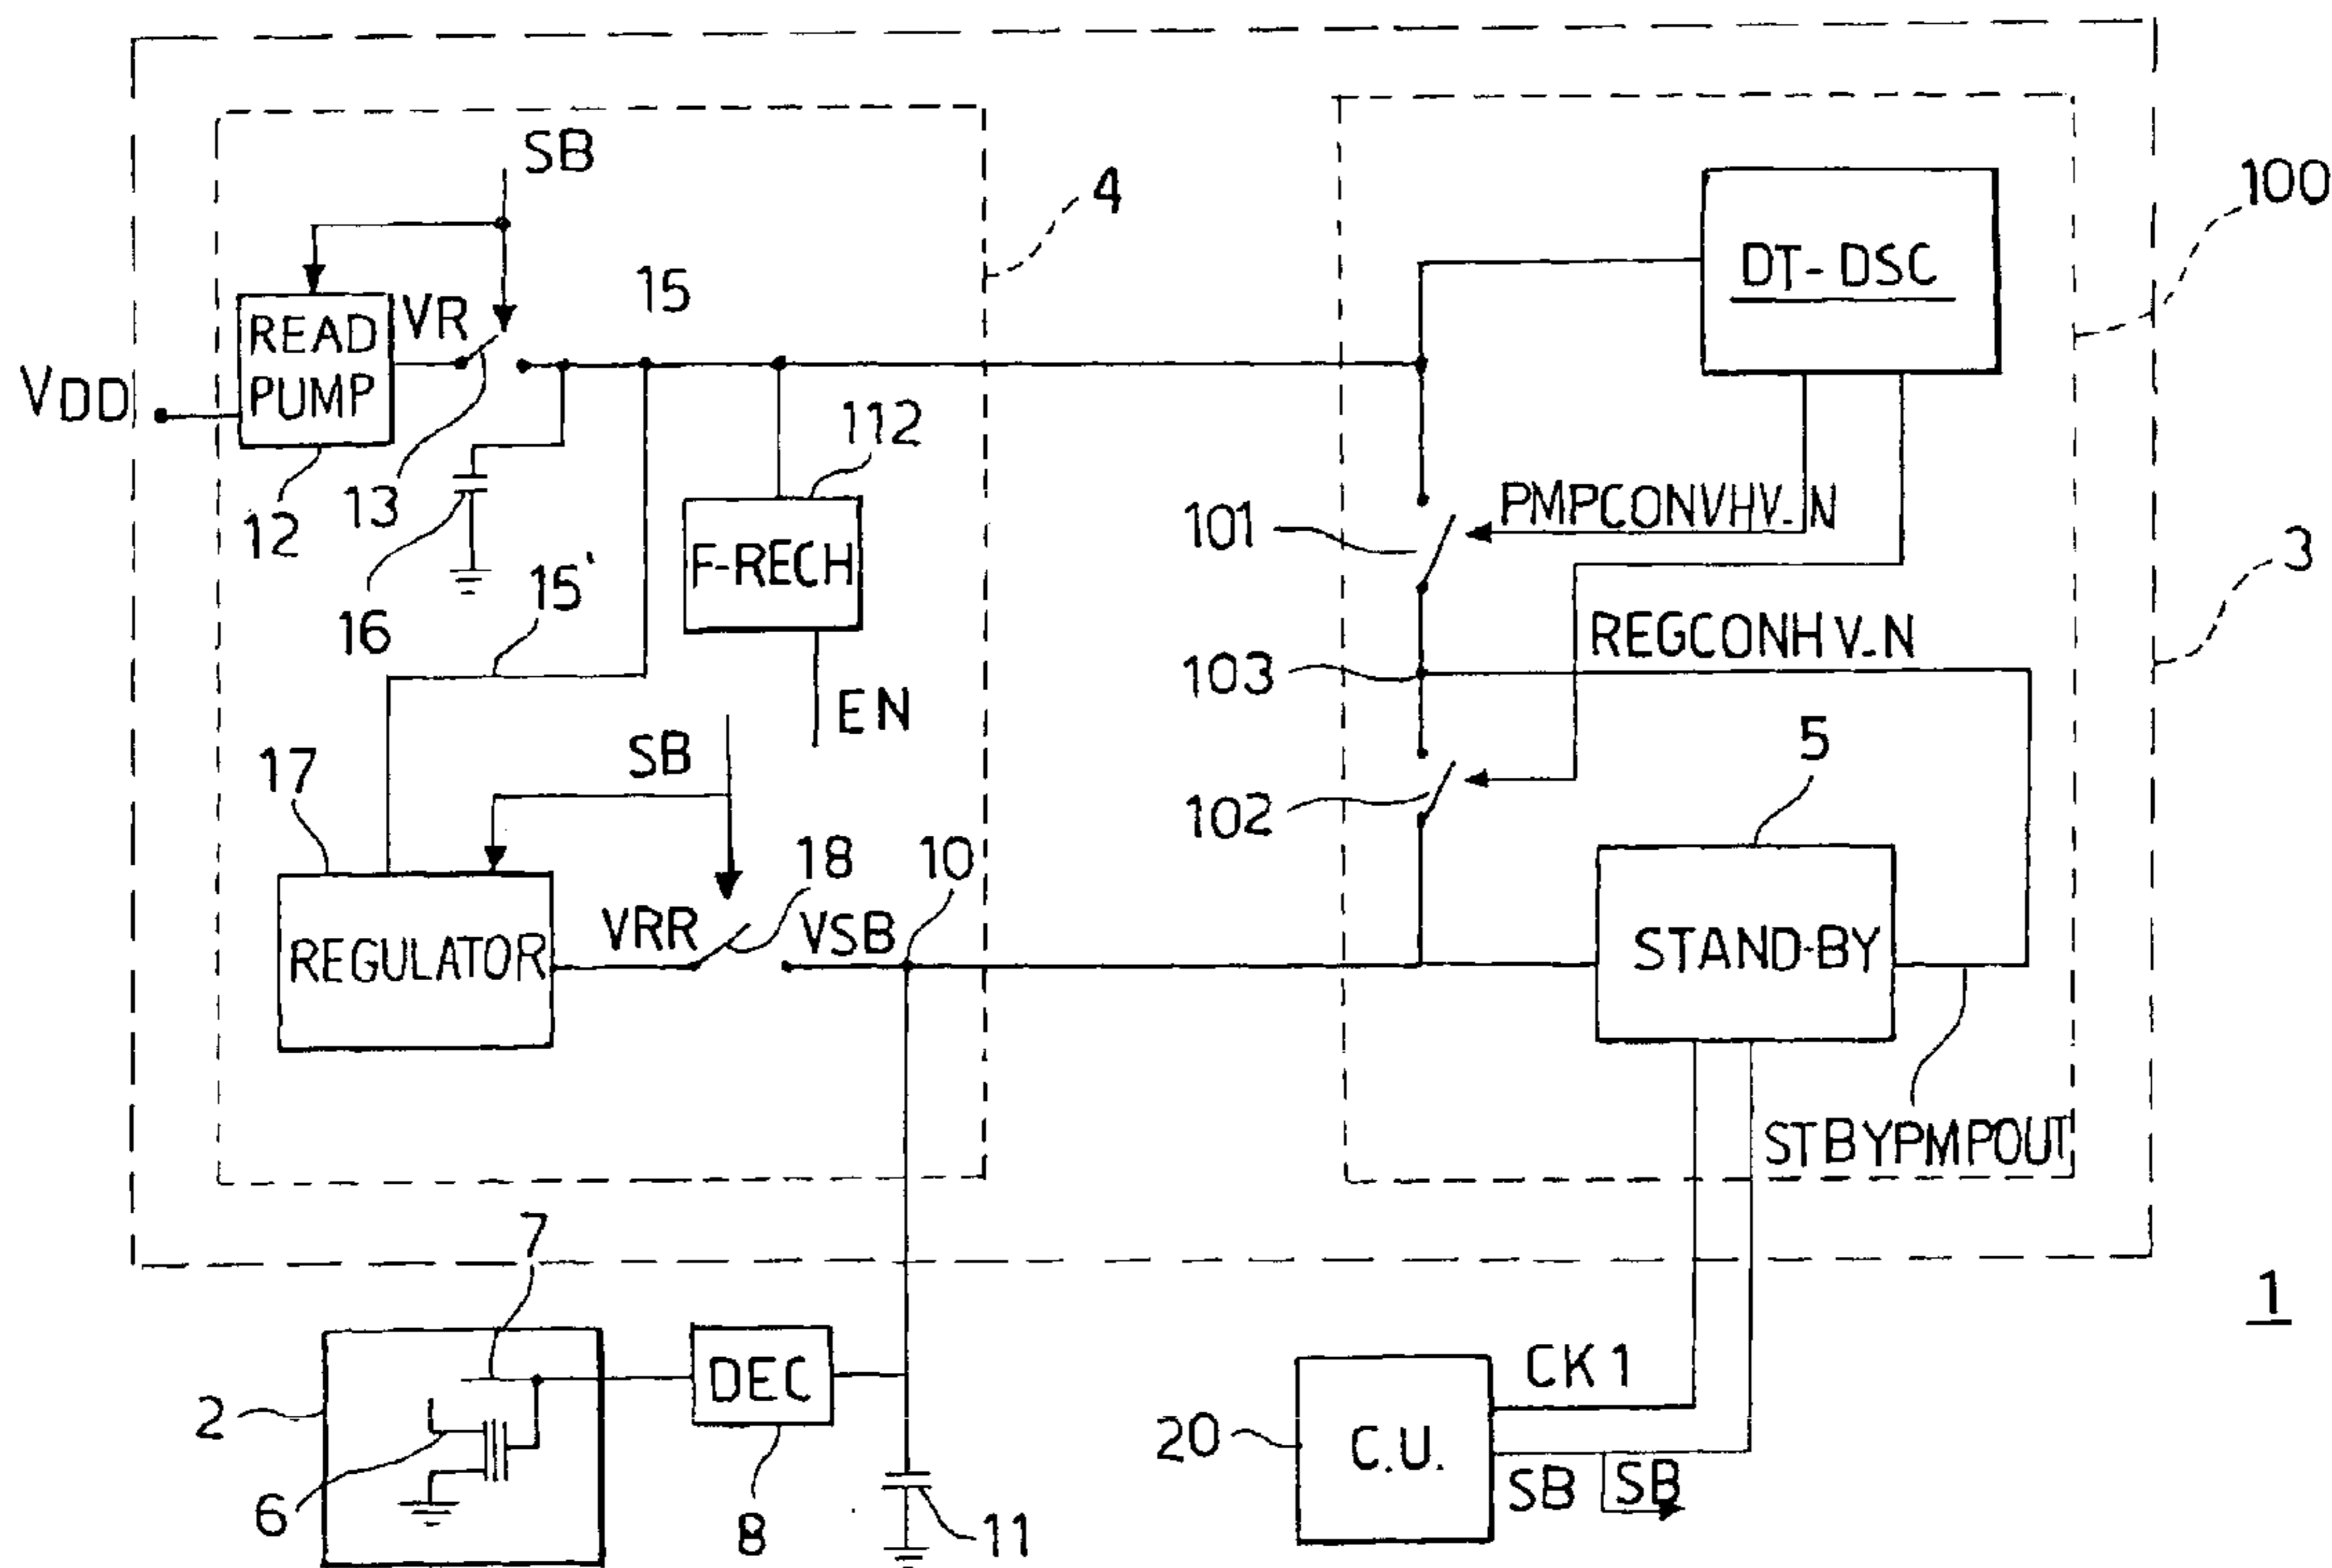 SB
4
100
15
DT-DSC
READ
PUMP
VR
VDD
112
12
13
16
15'
F-RECH
101
PMPCONVHV_N
3
REGCONHV_N
103
EN
SB
5
17
102
18
10
REGULATOR
VRR
VSB
STAND-BY
STBYPMPOUT
7
1
2
DEC
CK1
20
C.U.
6
8
11
SB
SB